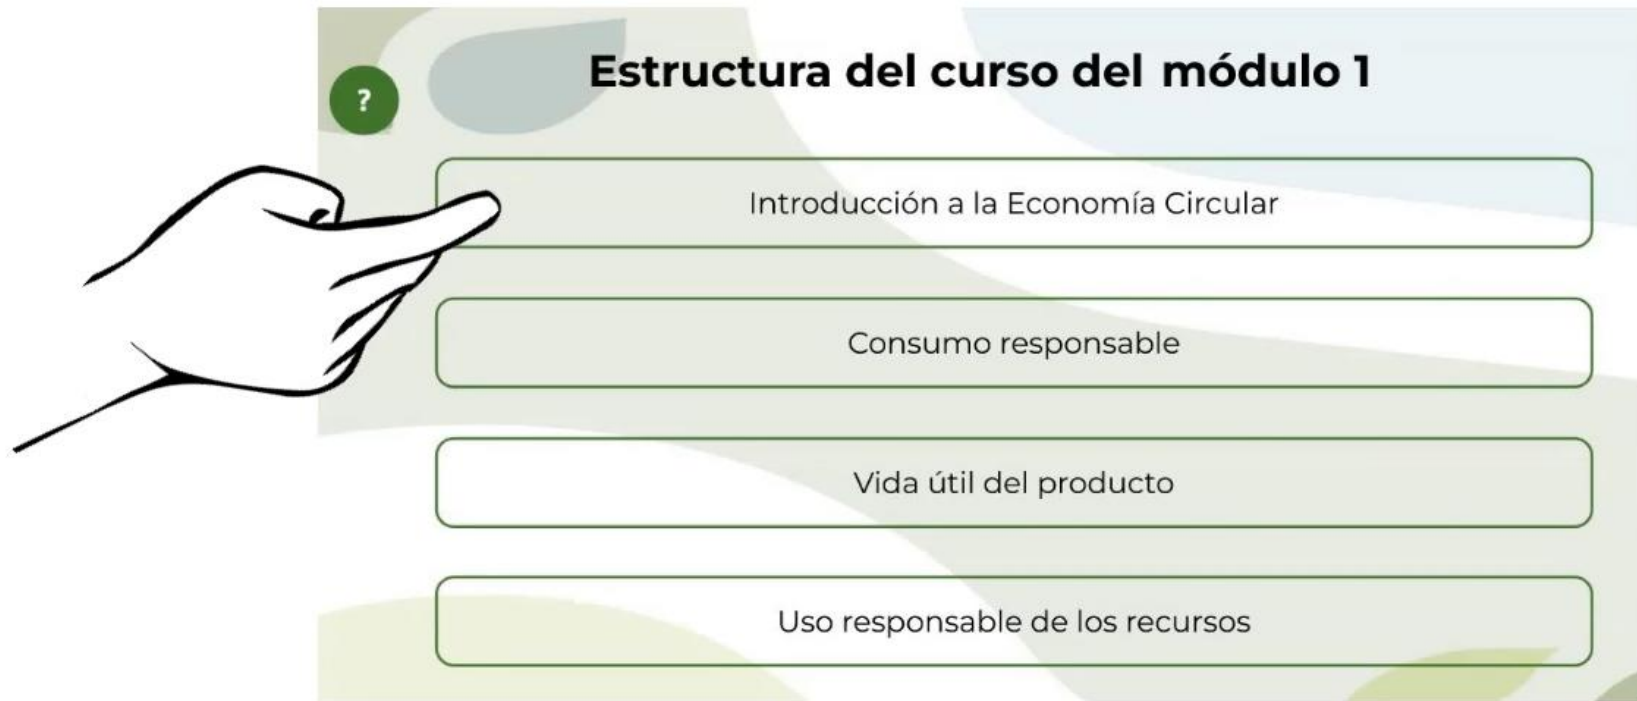 Estructura del curso del módulo 1
?
Introducción a la Economía Circular
Consumo responsable
Vida útil del producto
Uso responsable de los recursos